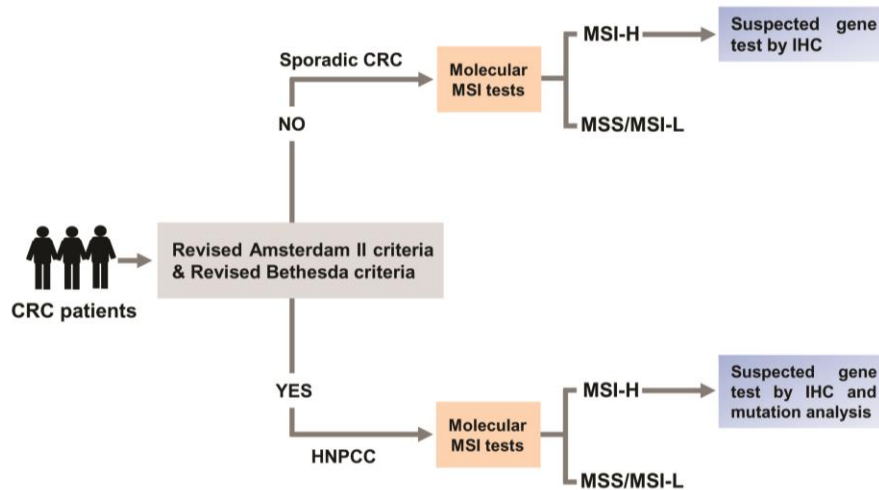 CRC patients
Revised Amsterdam II criteria
& Revised Bethesda criteria
NO
Sporadic CRC
Molecular
MSI tests
MSI-H
Suspected gene
test by IHC
MSS/MSI-L
YES
HNPCC
Molecular
MSI tests
MSI-H
Suspected gene
test by IHC and
mutation analysis
MSS/MSI-L